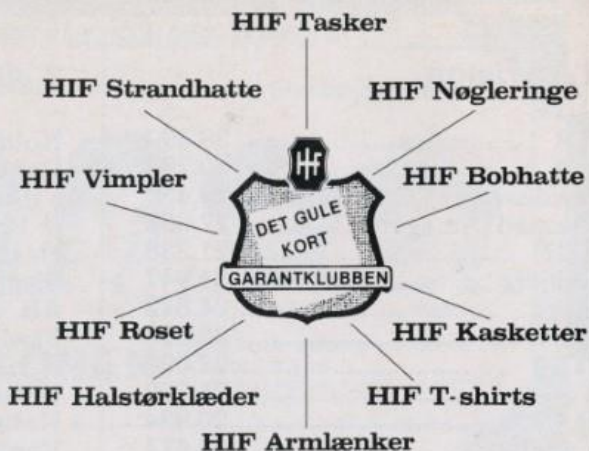 HIF Tasker
HIF Strandhatte
HIF Nøgleringe
HIF Vimpler
HIF Bobhatte
Hif
DET GULE
KORT
GARANTKLUBBEN
HIF Roset
HIF Kasketter
HIF Halstørklæder
HIF T-shirts
HIF Armlænker